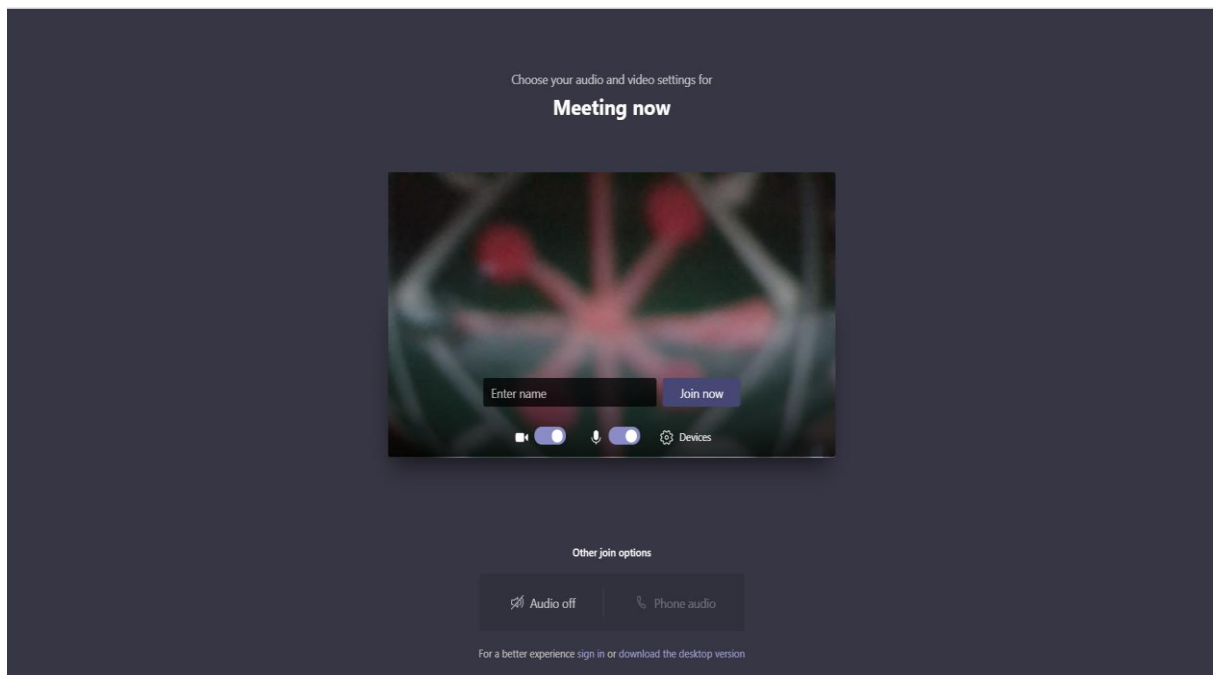 Choose your audio and video settings for
Meeting now
Enter name
Join now
Devices
Other join options
Audio off
Phone audio
For a better experience sign in or download the desktop version